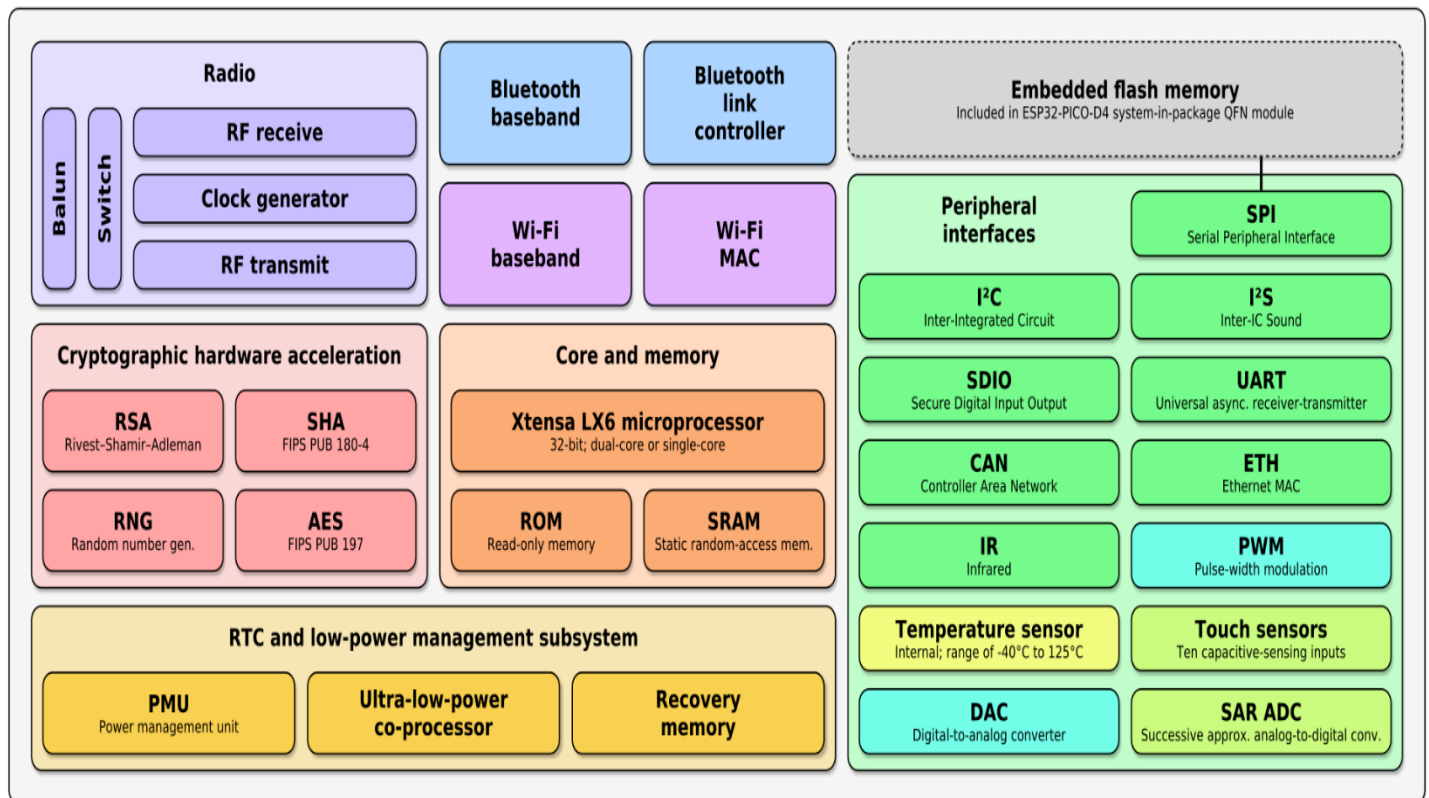 Radio
Balun
Switch
RF receive
Clock generator
RF transmit
Bluetooth
baseband
Bluetooth
link
controller
Wi-Fi
baseband
Wi-Fi
MAC
Embedded flash memory
Included in ESP32-PICO-D4 system-in-package QFN module
Cryptographic hardware acceleration
RSA
Rivest–Shamir–Adleman
SHA
FIPS PUB 180-4
RNG
Random number gen.
AES
FIPS PUB 197
Core and memory
Xtensa LX6 microprocessor
32-bit; dual-core or single-core
ROM
Read-only memory
SRAM
Static random-access mem.
RTC and low-power management subsystem
PMU
Power management unit
Ultra-low-power
co-processor
Recovery
memory
Peripheral
interfaces
SPI
Serial Peripheral Interface
I²C
Inter-Integrated Circuit
I²S
Inter-IC Sound
SDIO
Secure Digital Input Output
UART
Universal async. receiver-transmitter
CAN
Controller Area Network
ETH
Ethernet MAC
IR
Infrared
PWM
Pulse-width modulation
Temperature sensor
Internal; range of -40°C to 125°C
Touch sensors
Ten capacitive-sensing inputs
DAC
Digital-to-analog converter
SAR ADC
Successive approx. analog-to-digital conv.